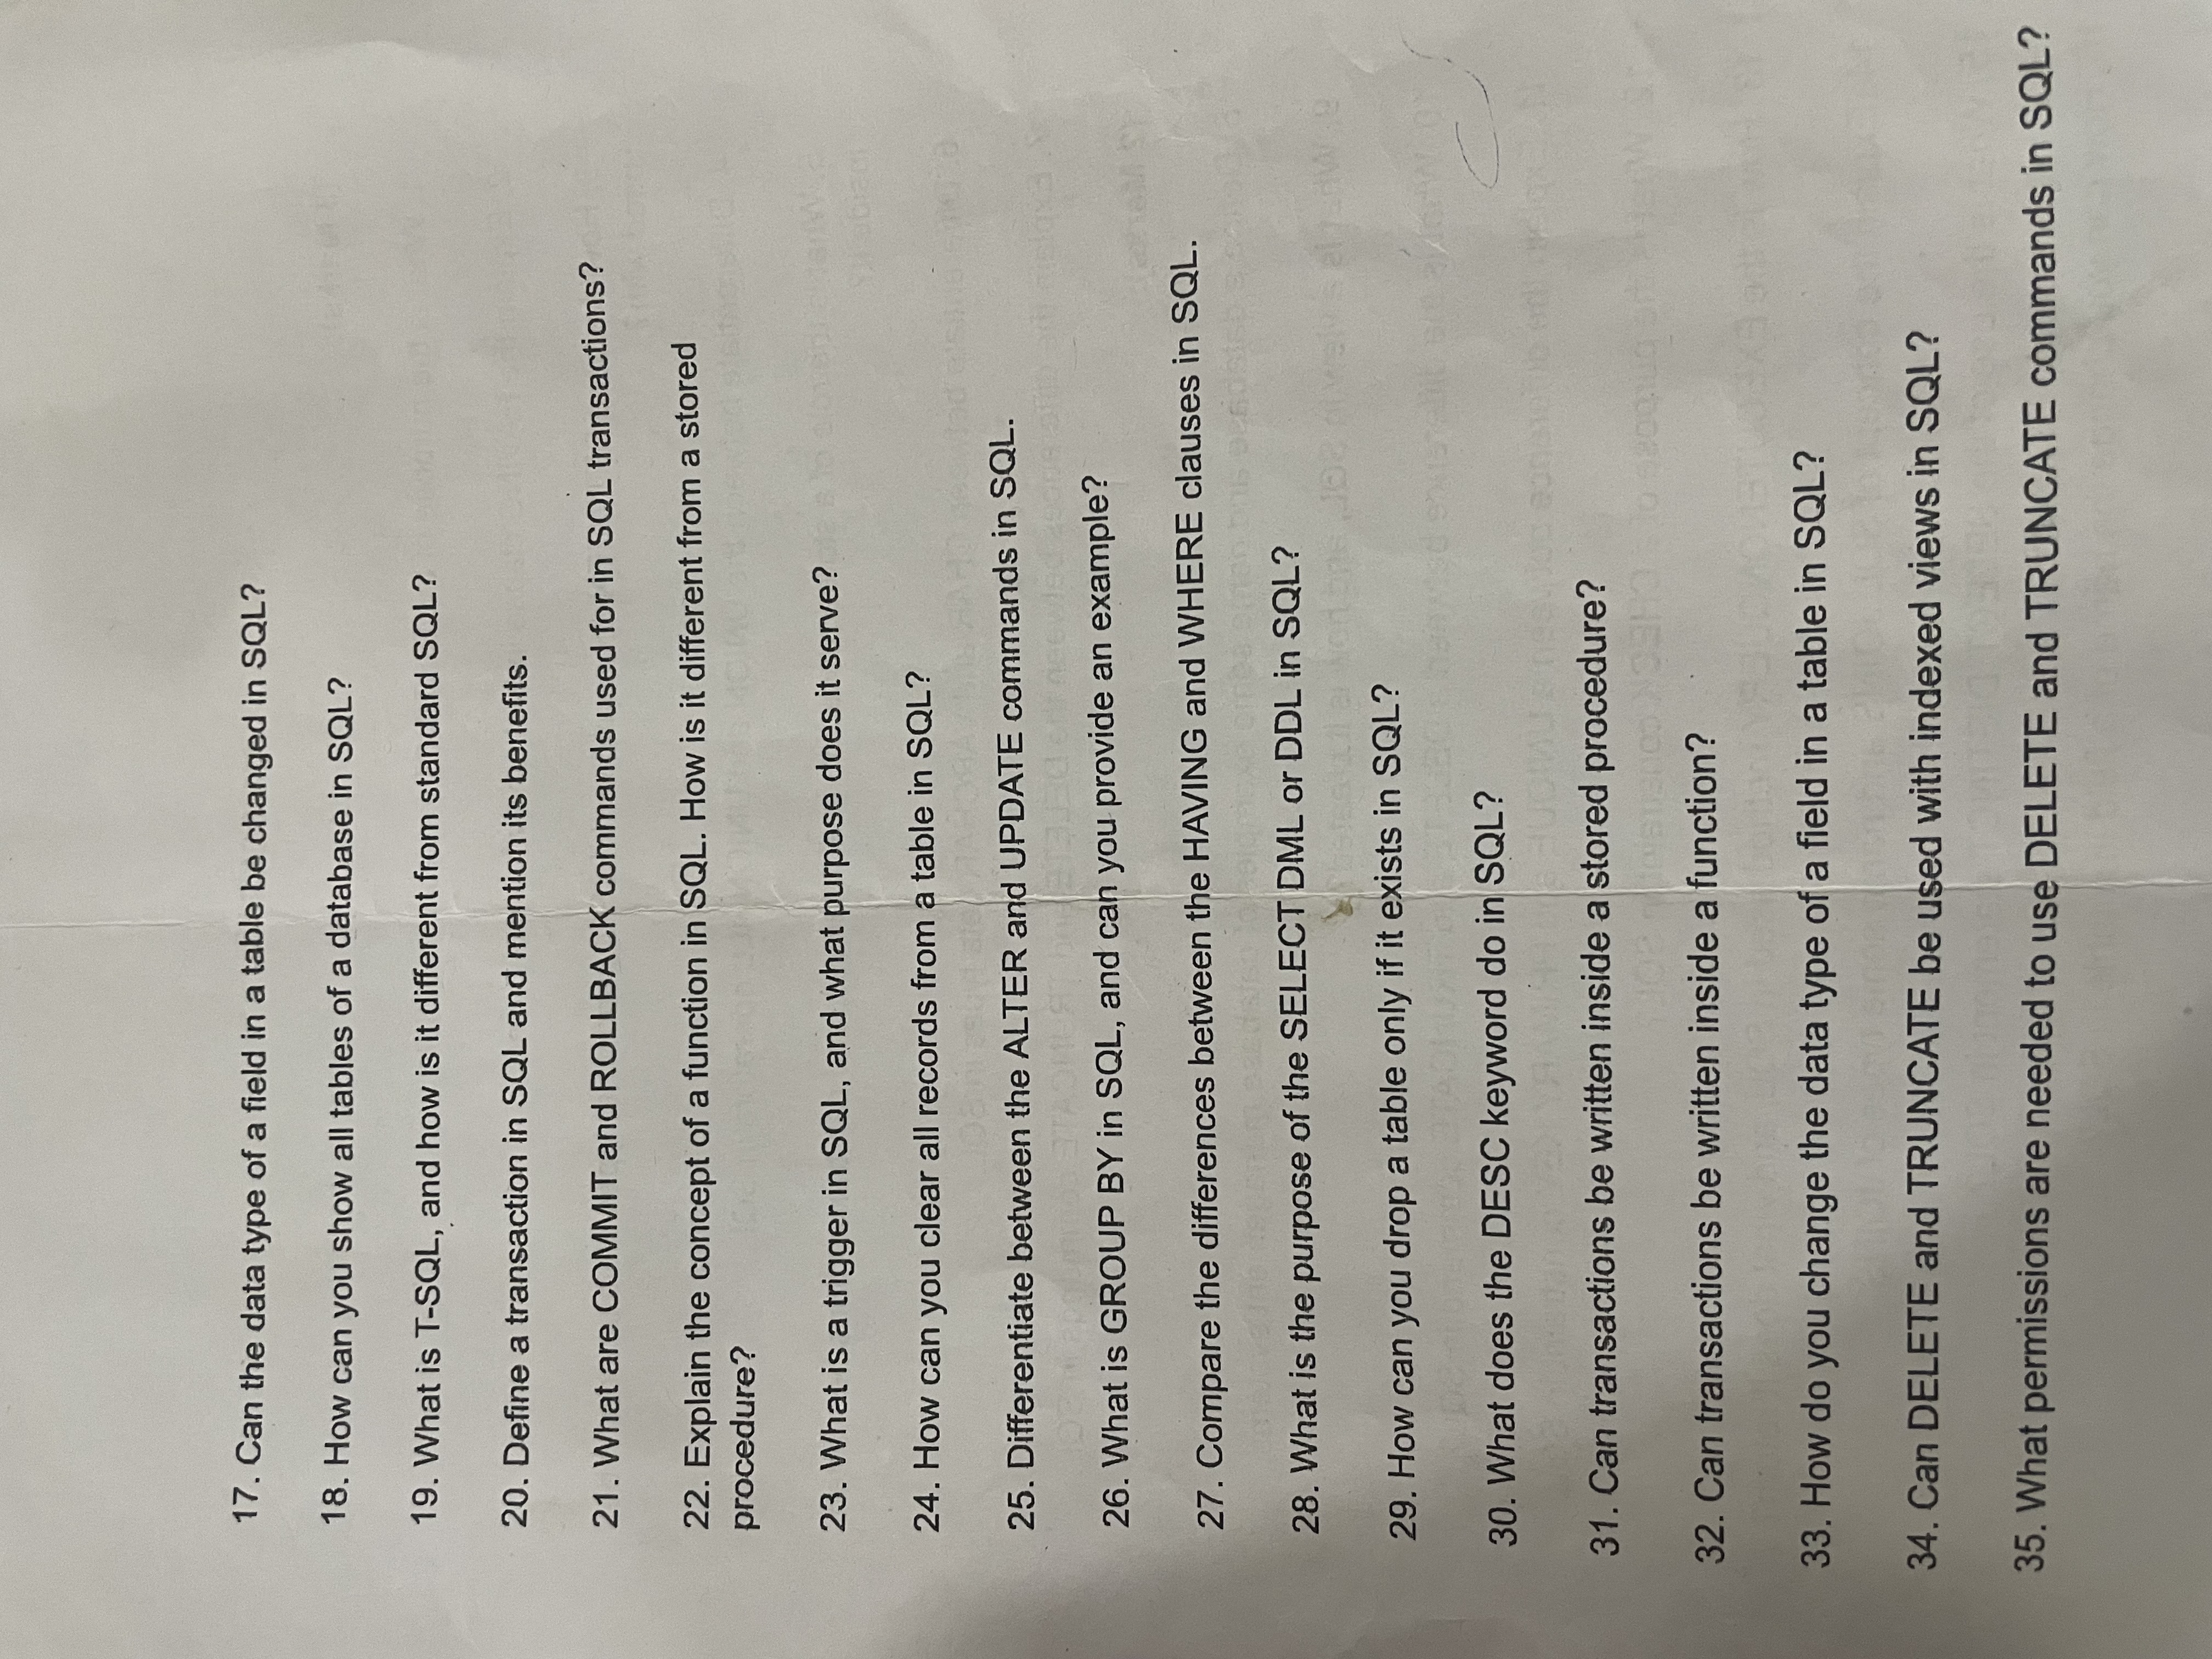 17. Can the data type of a field in a table be changed in SQL?
18. How can you show all tables of a database in SQL?
19. What is T-SQL, and how is it different from standard SQL?
20. Define a transaction in SQL and mention its benefits.
21. What are COMMIT and ROLLBACK commands used for in SQL transactions?
22. Explain the concept of a function in SQL. How is it different from a stored
procedure?
23. What is a trigger in SQL, and what purpose does it serve?
24. How can you clear all records from a table in SQL?
25. Differentiate between the ALTER and UPDATE commands in SQL.
26. What is GROUP BY in SQL, and can you provide an example?
27. Compare the differences between the HAVING and WHERE clauses in SQL.
28. What is the purpose of the SELECT DML or DDL in SQL?
29. How can you drop a table only if it exists in SQL?
30. What does the DESC keyword do in SQL?
31. Can transactions be written inside a stored procedure?
32. Can transactions be written inside a function?
33. How do you change the data type of a field in a table in SQL?
34. Can DELETE and TRUNCATE be used with indexed views in SQL?
35. What permissions are needed to use DELETE and TRUNCATE commands in SQL?